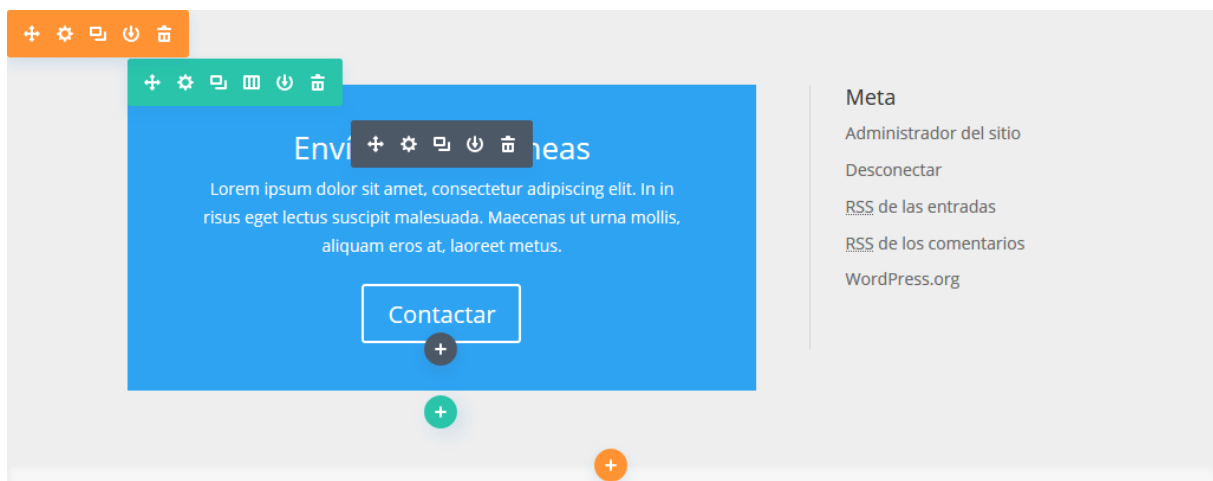 Lorem ipsum dolor sit amet, consectetur adipiscing elit. In in
risus eget lectus suscipit malesuada. Maecenas ut urna mollis,
aliquam eros at, laoreet metus.
Contactar
Meta
Administrador del sitio
Desconectar
RSS de las entradas
RSS de los comentarios
WordPress.org